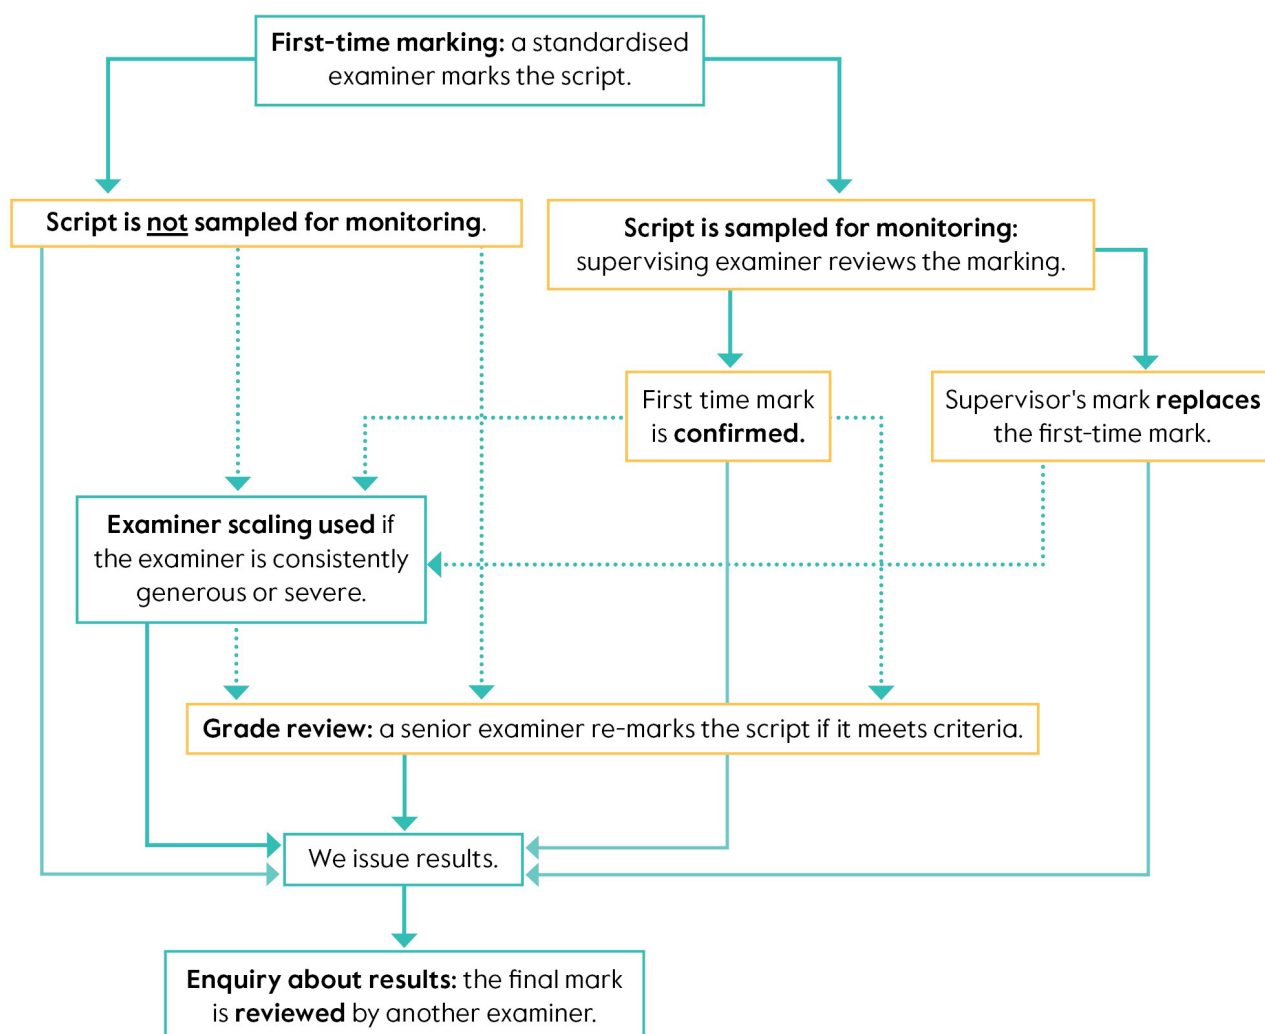 First-time marking: a standardised
examiner marks the script.
Script is not sampled for monitoring.
Script is sampled for monitoring:
supervising examiner reviews the marking.
First time mark
is confirmed.
Supervisor's mark replaces
the first-time mark.
Examiner scaling used if
the examiner is consistently
generous or severe.
Grade review: a senior examiner re-marks the script if it meets criteria.
We issue results.
Enquiry about results: the final mark
is reviewed by another examiner.